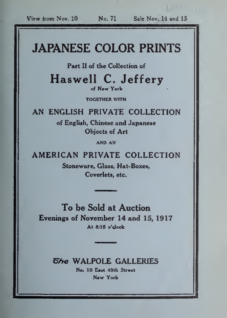 View from Nov. 10 No. 71 Sale Nov. 14 and 15
JAPANESE COLOR PRINTS
Part II of the Collection of
Haswell C. Jeffery
of New York
TOGETHER WITH
AN ENGLISH PRIVATE COLLECTION
of English, Chinese and Japanese
Objects of Art
AND AN
AMERICAN PRIVATE COLLECTION
Stoneware, Glass, Hat-Boxes,
Coverlets, etc.
To be Sold at Auction
Evenings of November 14 and 15, 1917
At 8:15 o'clock
The WALPOLE GALLERIES
No. 10 East 49th Street
New York